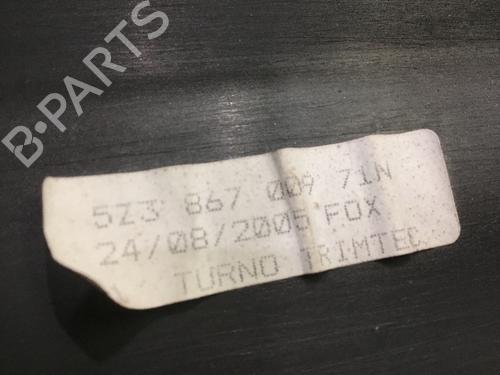 B-PARTS
5Z3 867 009 71N
24/08/2005 FOX
TURNO TRIMTEC